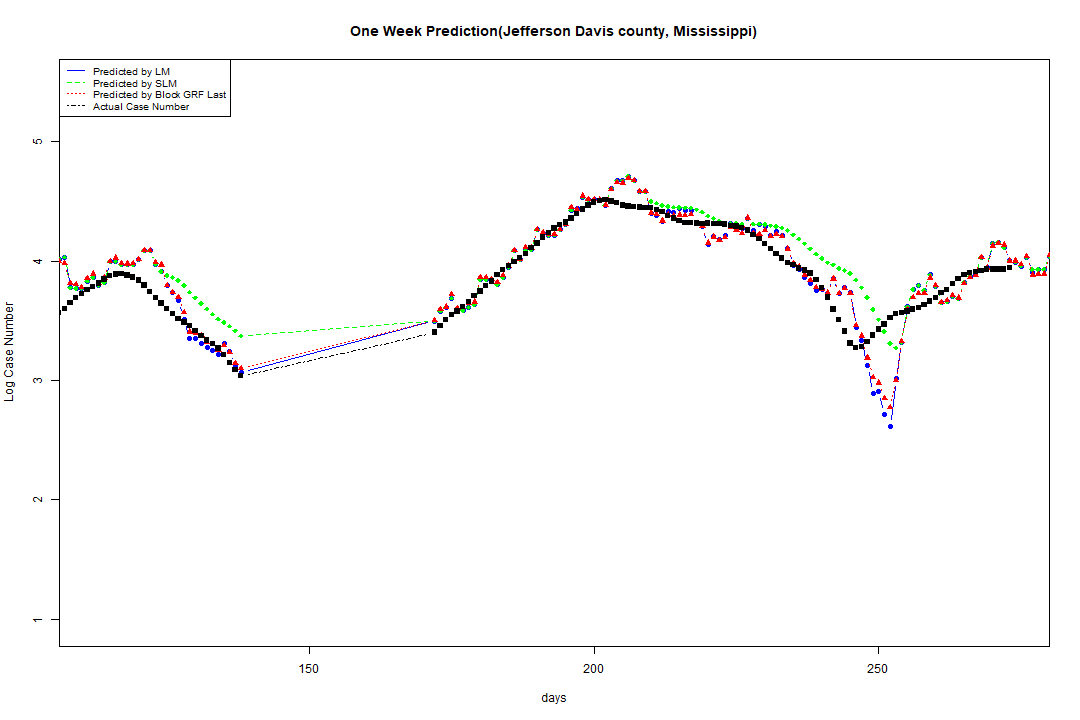 One Week Prediction(Jefferson Davis county, Mississippi)
Predicted by LM
Predicted by SLM
Predicted by Block GRF Last
Actual Case Number
Log Case Number
5
4
3
2
1
150
200
250
days